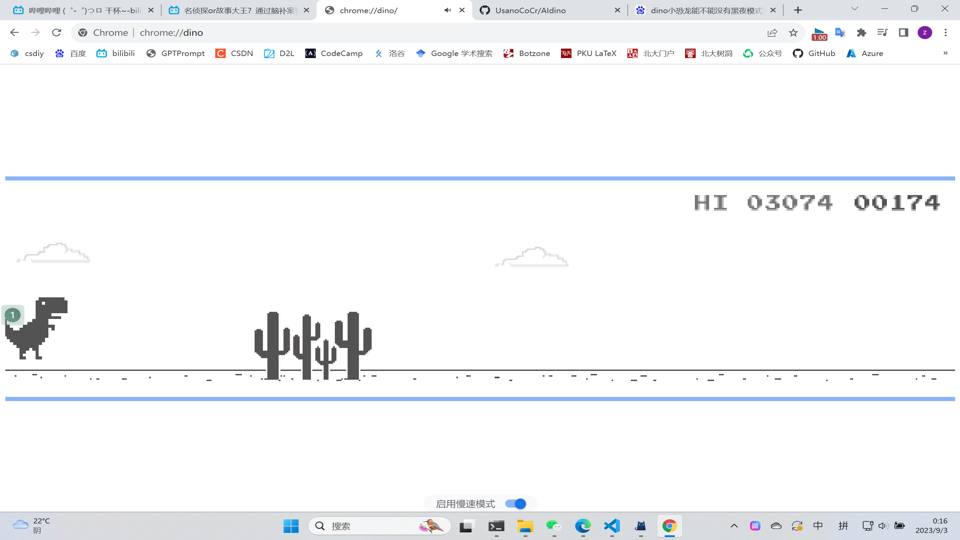 哔哩哔哩 (゜-゜)つロ 干杯~-bili
名侦探or故事大王？通过脑补案
chrome://dino/
UsanoCoCr/AIdino
dino小恐龙能不能没有黑夜模式
Chrome | chrome://dino
1.00
z
csdiy
百度
bilibili
GPTPrompt
CSDN
D2L
CodeCamp
洛谷
Google 学术搜索
Botzone
PKU LaTeX
北大门户
北大树洞
公众号
GitHub
Azure
»
HI 03074 00174
1
启用慢速模式
22°C
阴
搜索
中
拼
0:16
2023/9/3